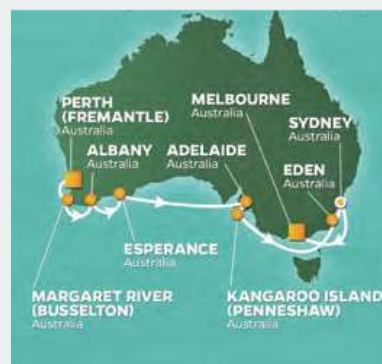 PERTH
(FREMANTLE)
Australia
MELBOURNE
Australia
SYDNEY
Australia
ALBANY
Australia
ADELAIDE
Australia
EDEN
Australia
ESPERANCE
Australia
MARGARET RIVER
(BUSSELTON)
Australia
KANGAROO ISLAND
(PENNESHAW)
Australia